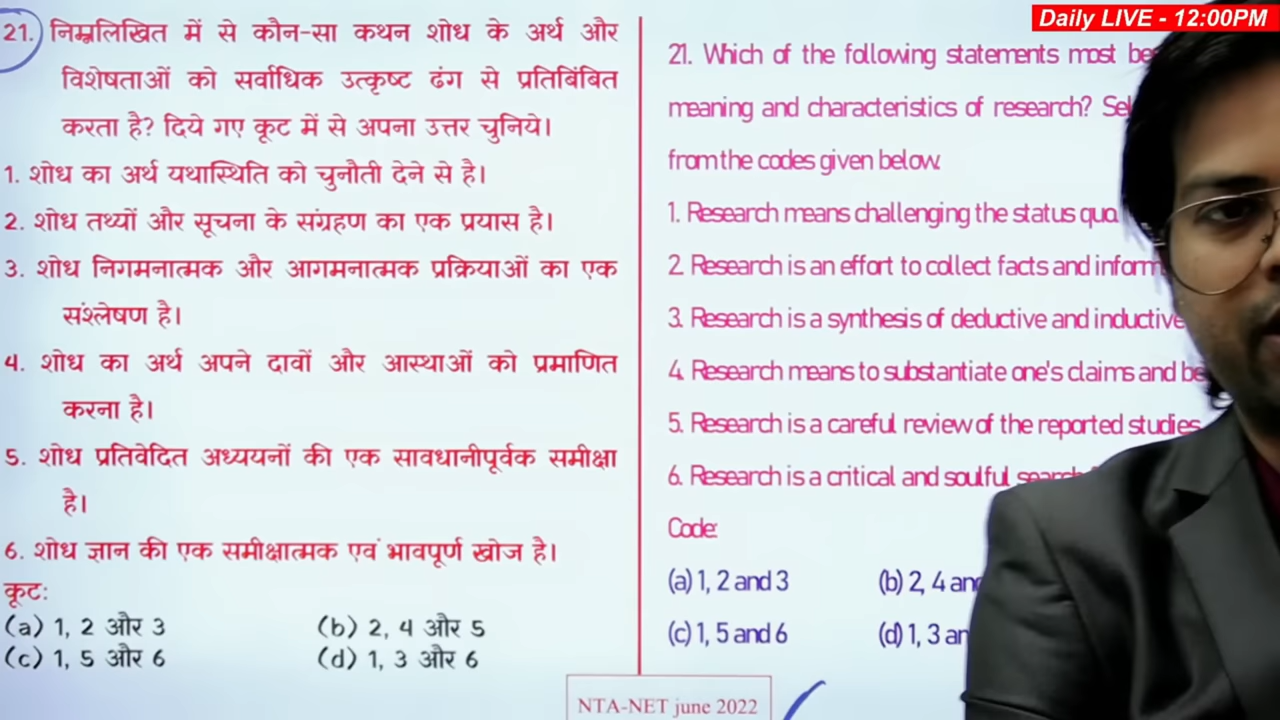 Daily LIVE - 12:00PM
21. निम्नलिखित में से कौन-सा कथन शोध के अर्थ और
विशेषताओं को सर्वाधिक उत्कृष्ट ढंग से प्रतिबिंबित
करता है? दिये गए कूट में से अपना उत्तर चुनिये।
1. शोध का अर्थ यथास्थिति को चुनौती देने से है।
2. शोध तथ्यों और सूचना के संग्रहण का एक प्रयास है।
3. शोध निगमनात्मक और आगमनात्मक प्रक्रियाओं का एक
संश्लेषण है।
4. शोध का अर्थ अपने दावों और आस्थाओं को प्रमाणित
करना है।
5. शोध प्रतिवेदित अध्ययनों की एक सावधानीपूर्वक समीक्षा
है।
6. शोध ज्ञान की एक समीक्षात्मक एवं भावपूर्ण खोज है।
कूट:
(a) 1, 2 और 3 (b) 2, 4 और 5
(c) 1, 5 और 6 (d) 1, 3 और 6
21. Which of the following statements most
meaning and characteristics of research?
from the codes given below.
1. Research means challenging the status quo.
2. Research is an effort to collect facts and
3. Research is a synthesis of deductive and inductive
4. Research means to substantiate one's claims and
5. Research is a careful review of the reported studies
6. Research is a critical and soulful search
Code:
(a) 1, 2 and 3 (b) 2, 4
(c) 1, 5 and 6 (d) 1, 3
NTA-NET june 2022